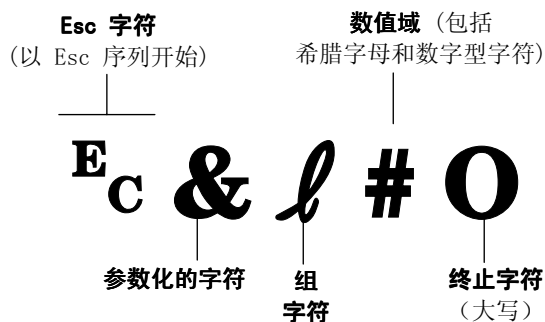 Esc 字符
(以 Esc 序列开始)
数值域 (包括
希腊字母和数字型字符)
E C & ℓ # O
参数化的字符
组
字符
终止字符
（大写）